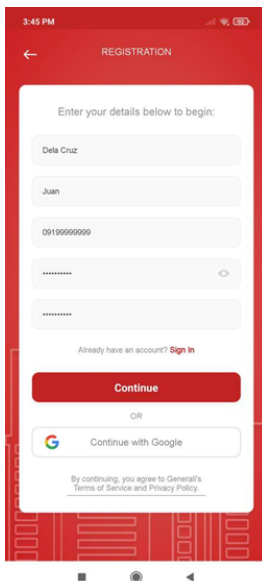 3:45 PM
REGISTRATION
Enter your details below to begin:
Dela Cruz
Juan
09199999999
••••••••••
••••••••••
Already have an account? Sign In
Continue
OR
Continue with Google
By continuing, you agree to Generali's
Terms of Service and Privacy Policy.